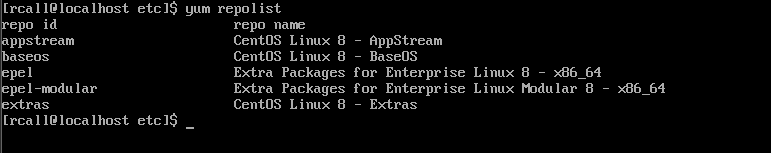 [rcall@localhost etc]$ yum repolist
repo id                      repo name
appstream                    CentOS Linux 8 - AppStream
baseos                       CentOS Linux 8 - BaseOS
epel                         Extra Packages for Enterprise Linux 8 - x86_64
epel-modular                 Extra Packages for Enterprise Linux Modular 8 - x86_64
extras                       CentOS Linux 8 - Extras
[rcall@localhost etc]$ _